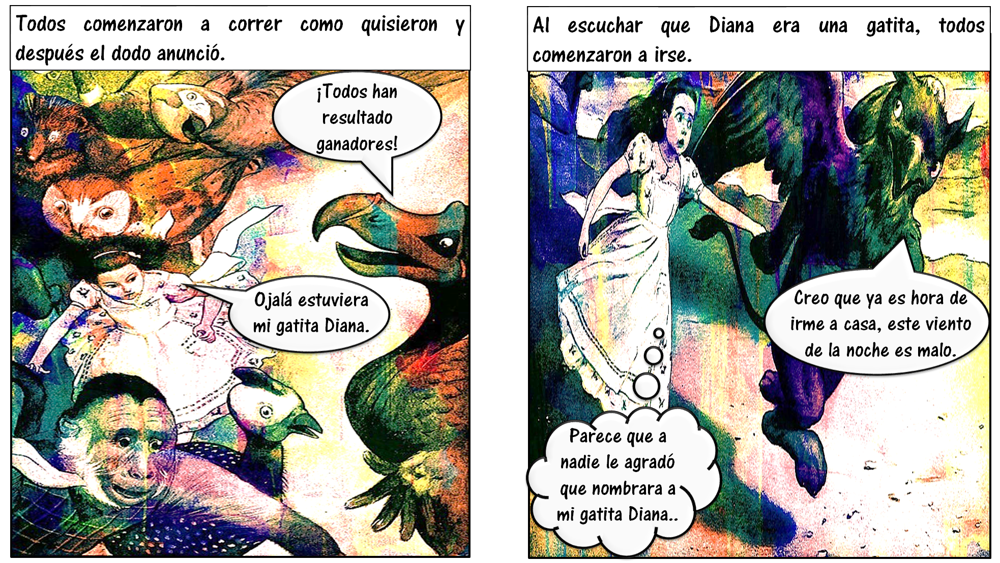 Todos comenzaron a correr como quisieron y
después el dodo anunció.
¡Todos han
resultado
ganadores!
Ojalá estuviera
mi gatita Diana.
Al escuchar que Diana era una gatita, todos
comenzaron a irse.
Creo que ya es hora de
irme a casa, este viento
de la noche es malo.
Parece que a
nadie le agradó
que nombrara a
mi gatita Diana..